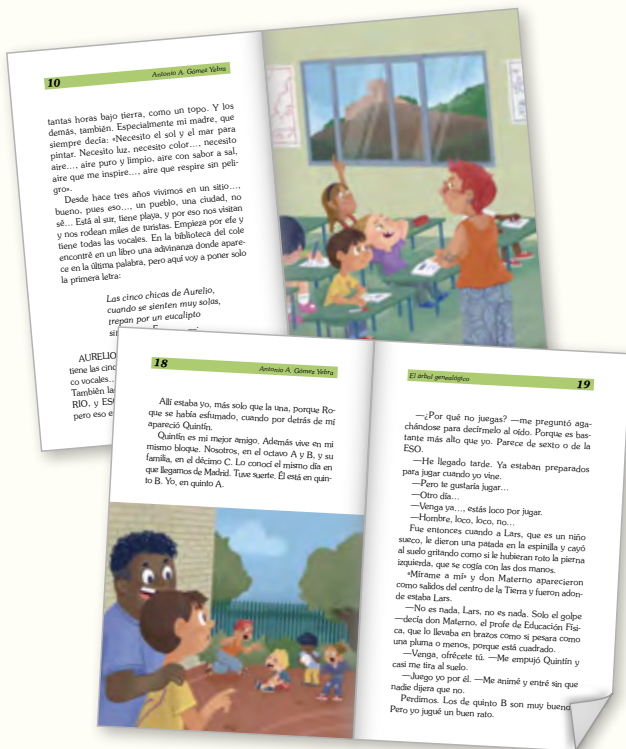 10
Antonio A. Gómez Yebra
tantas horas bajo tierra, como un topo. Y los
demás, también. Especialmente mi madre, que
siempre decía: «Necesito el sol y el mar para
pintar. Necesito luz, necesito color…, necesito
aire…, aire puro y limpio, aire con sabor a sal,
aire que me inspire…, aire que respire sin peli-
gro».
Desde hace tres años vivimos en un sitio…,
bueno, pues eso…, un pueblo, una ciudad, no
sé… Está al sur, tiene playa, y por eso nos visitan
y nos rodean miles de turistas. Empieza por efe y
tiene todas las vocales. En la biblioteca del cole
encontré en un libro una adivinanza donde apare-
ce en la última palabra, pero aquí voy a poner solo
la primera letra:
Las cinco chicas de Aurelio,
cuando se sienten muy solas,
trepan por un eucalipto
AURELIO
tiene las cinc
co vocales…
También la
RIO, y ES
pero eso e
18
Antonio A. Gómez Yebra
Allí estaba yo, más solo que la una, porque Ro-
que se había esfumado, cuando por detrás de mí
apareció Quintín.
Quintín es mi mejor amigo. Además vive en mi
mismo bloque. Nosotros, en el octavo A y B, y su
familia, en el décimo C. Lo conocí el mismo día en
que llegamos de Madrid. Tuve suerte. Él está en quin-
to B. Yo, en quinto A.
El árbol genealógico
19
—¿Por qué no juegas? —me preguntó aga-
chándose para decírmelo al oído. Porque es bas-
tante más alto que yo. Parece de sexto o de la
ESO.
—He llegado tarde. Ya estaban preparados
para jugar cuando yo vine.
—Pero te gustaría jugar…
—Otro día…
—Venga ya…, estás loco por jugar.
—Hombre, loco, loco, no…
Fue entonces cuando a Lars, que es un niño
sueco, le dieron una patada en la espinilla y cayó
al suelo gritando como si le hubieran roto la pierna
izquierda, que se cogía con las dos manos.
«Mírame a mí» y don Materno aparecieron
como salidos del centro de la Tierra y fueron adon-
de estaba Lars.
—No es nada, Lars, no es nada. Solo el golpe
—decía don Materno, el profe de Educación Físi-
ca, que lo llevaba en brazos como si pesara como
una pluma o menos, porque está cuadrado.
—Venga, ofrécete tú. —Me empujó Quintín y
casi me tira al suelo.
—Juego yo por él. —Me animé y entré sin que
nadie dijera que no.
Perdimos. Los de quinto B son muy bueno
Pero yo jugué un buen rato.